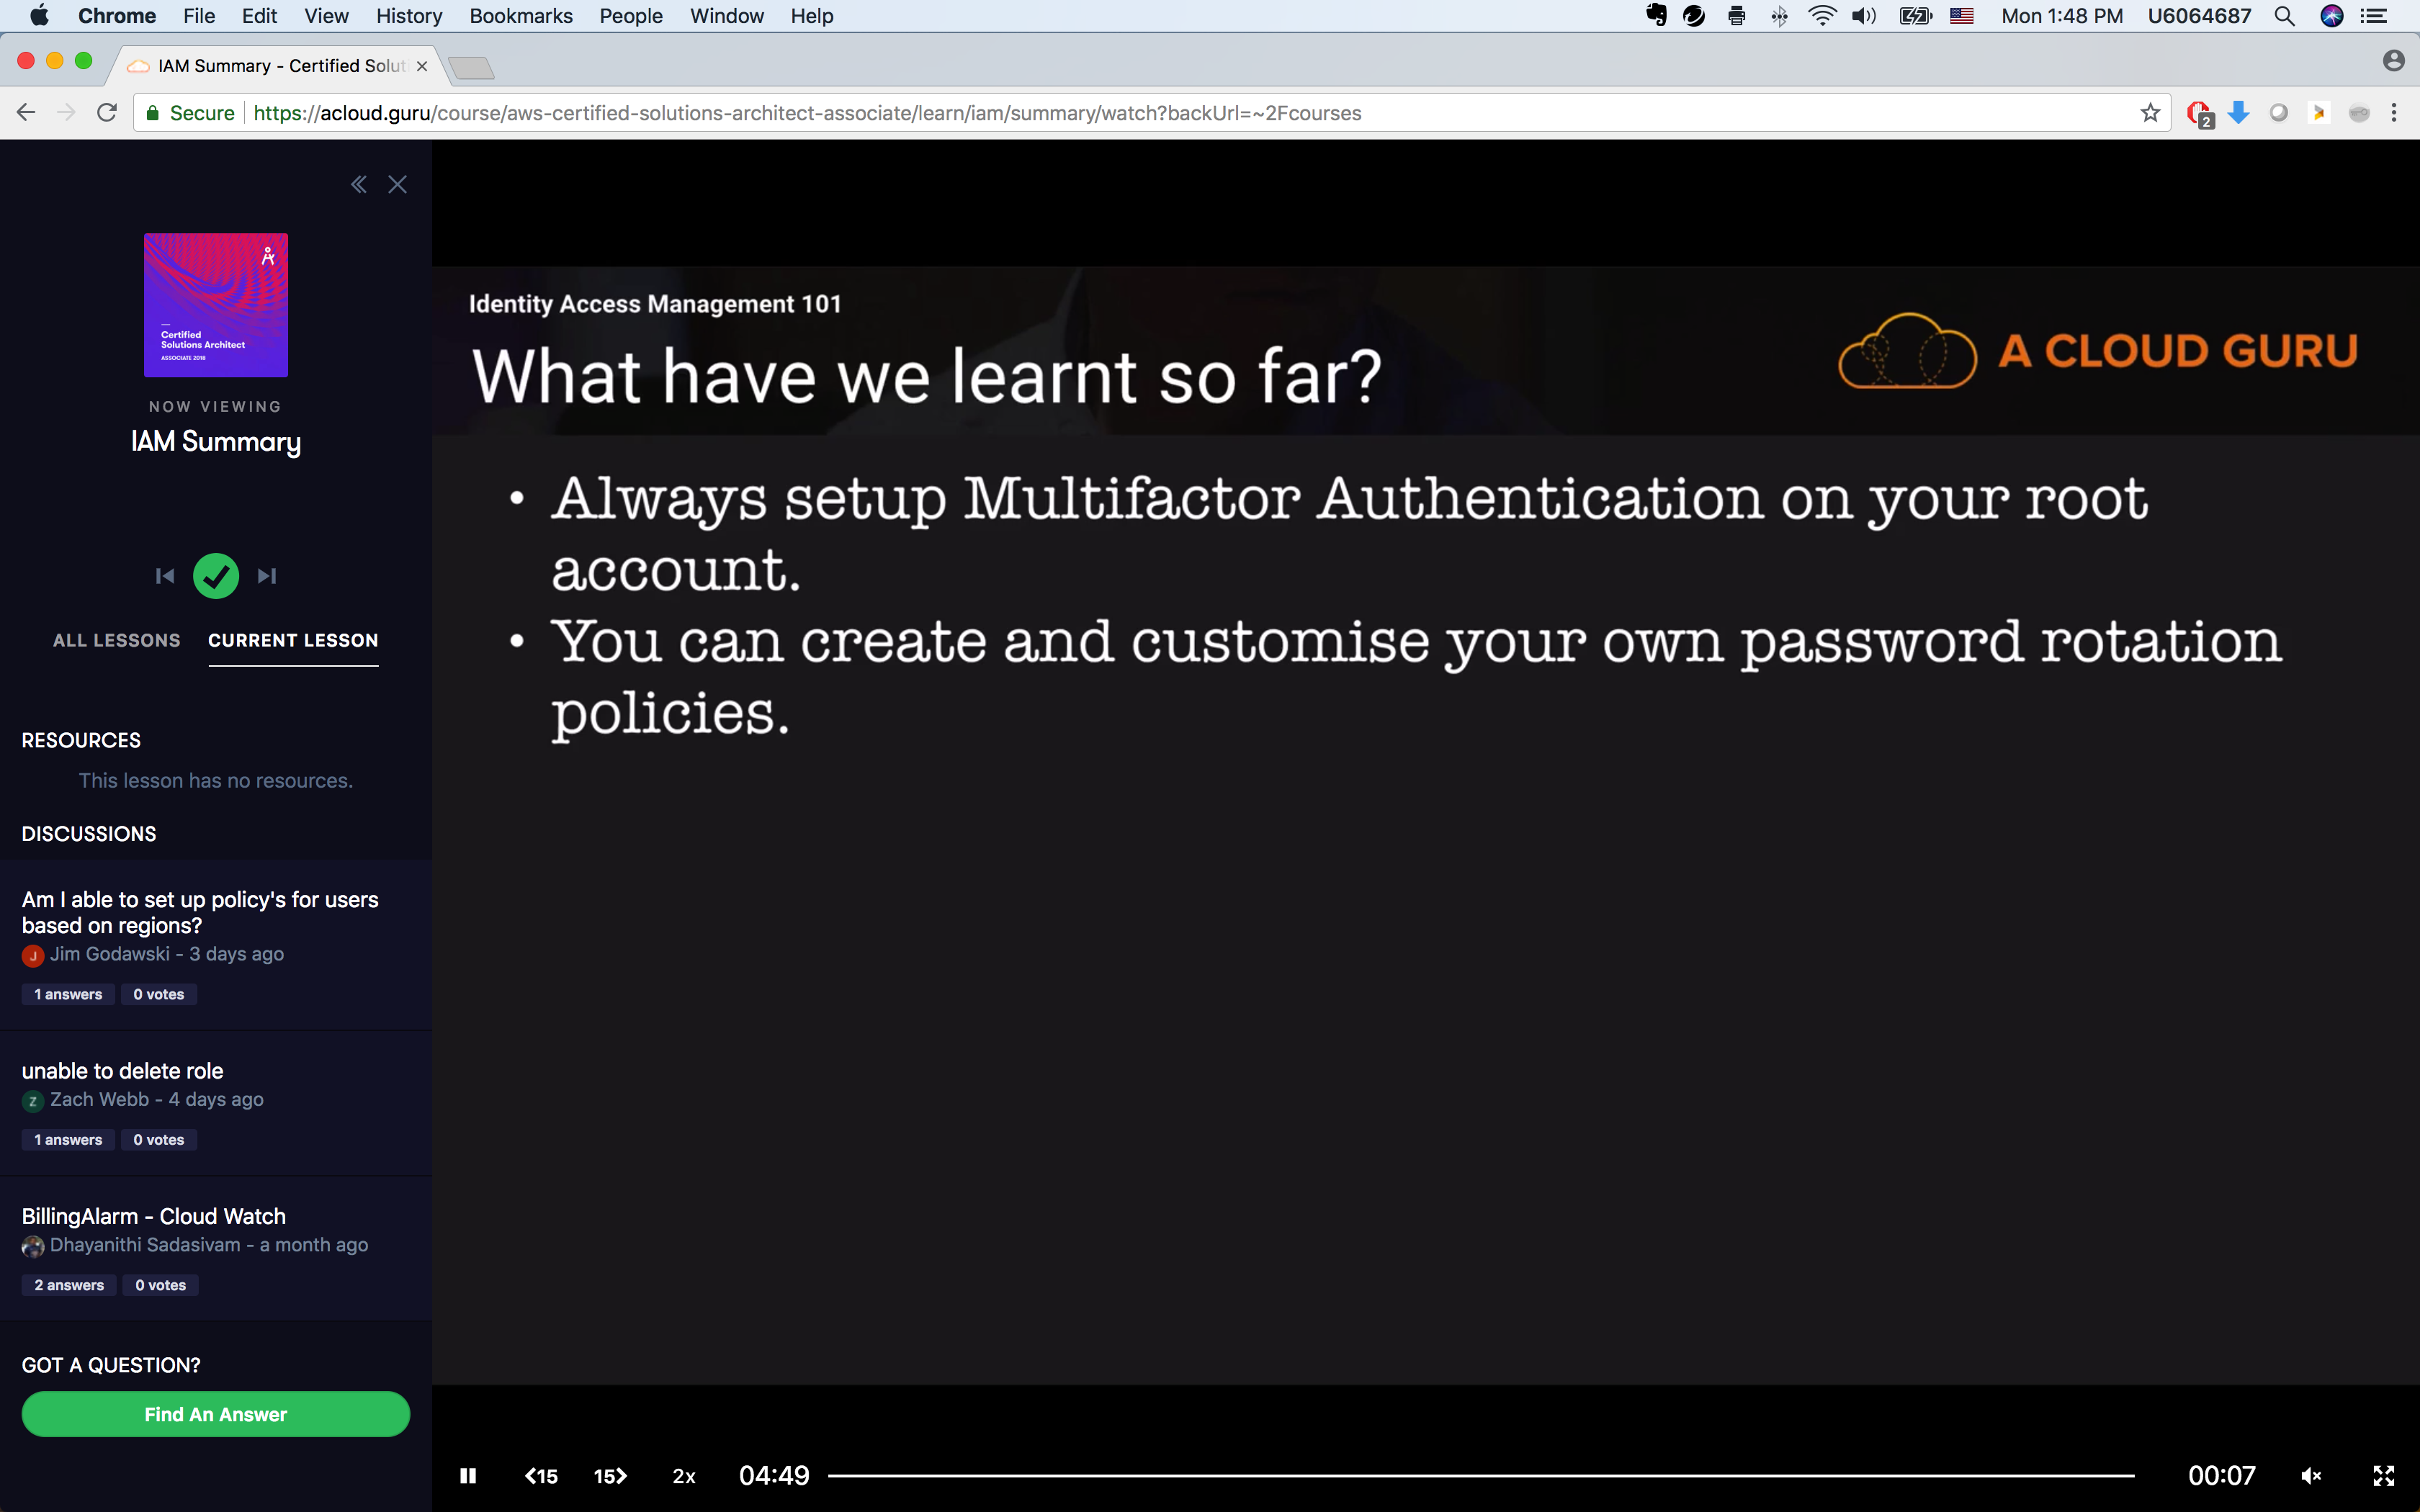 Chrome File Edit View History Bookmarks People Window Help Mon 1:48 PM U6064687
IAM Summary - Certified Solut
Secure https://acloud.guru/course/aws-certified-solutions-architect-associate/learn/iam/summary/watch?backUrl=~2Fcourses
2
Certified
Solutions Architect
ASSOCIATE 2018
NOW VIEWING
IAM Summary
ALL LESSONS CURRENT LESSON
RESOURCES
This lesson has no resources.
DISCUSSIONS
Am I able to set up policy's for users
based on regions?
J Jim Godawski - 3 days ago
1 answers 0 votes
unable to delete role
Z Zach Webb - 4 days ago
1 answers 0 votes
BillingAlarm - Cloud Watch
Dhayanithi Sadasivam - a month ago
2 answers 0 votes
GOT A QUESTION?
Find An Answer
Identity Access Management 101
What have we learnt so far?
A CLOUD GURU
• Always setup Multifactor Authentication on your root
account.
• You can create and customise your own password rotation
policies.
15 15 2x 04:49 00:07